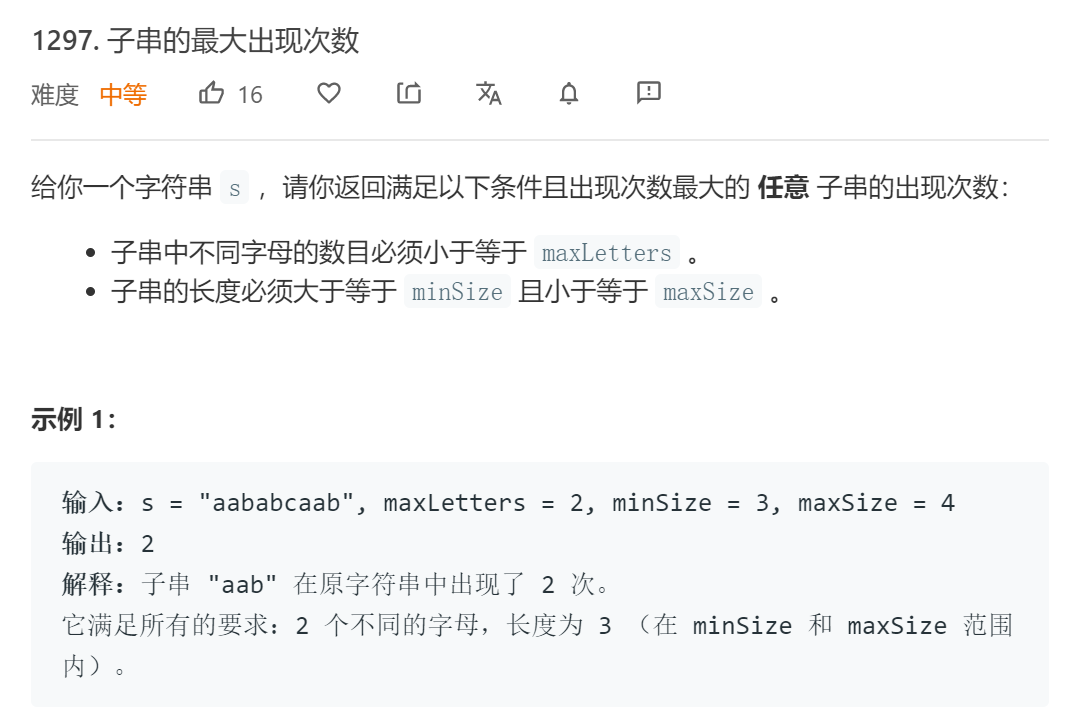 1297. 子串的最大出现次数
难度 中等 16
给你一个字符串 s ，请你返回满足以下条件且出现次数最大的 任意 子串的出现次数：
子串中不同字母的数目必须小于等于 maxLetters 。
子串的长度必须大于等于 minSize 且小于等于 maxSize 。
示例 1：
输入：s = "aababcaab", maxLetters = 2, minSize = 3, maxSize = 4
输出：2
解释：子串 "aab" 在原字符串中出现了 2 次。
它满足所有的要求：2 个不同的字母，长度为 3 （在 minSize 和 maxSize 范围
内）。